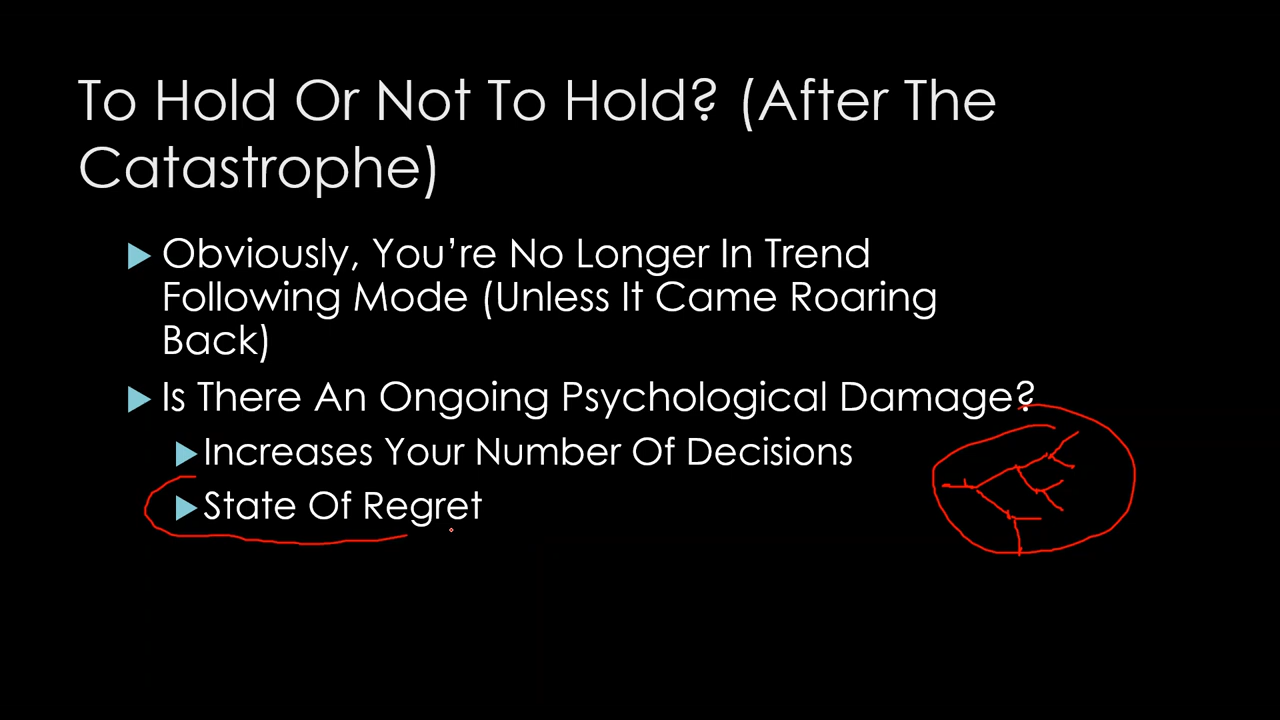 To Hold Or Not To Hold? (After The
Catastrophe)
Obviously, You’re No Longer In Trend
Following Mode (Unless It Came Roaring
Back)
Is There An Ongoing Psychological Damage?
Increases Your Number Of Decisions
State Of Regret